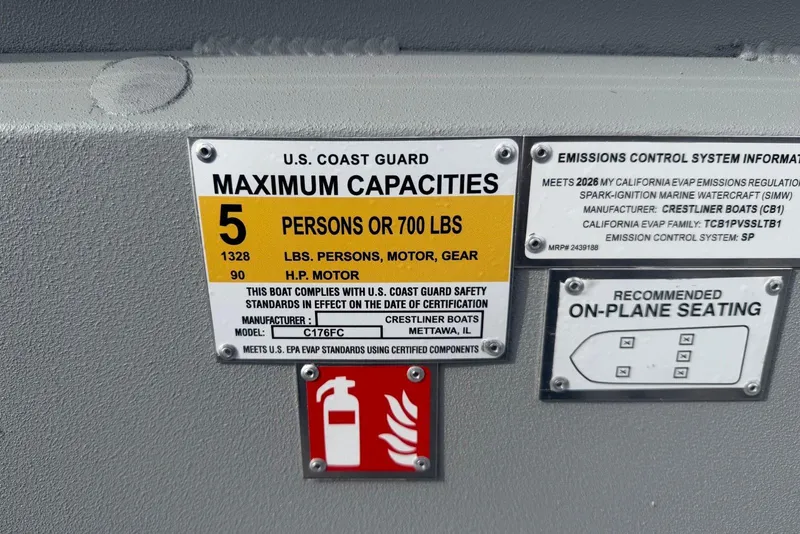 U.S. COAST GUARD
MAXIMUM CAPACITIES
5 PERSONS OR 700 LBS
1328 LBS. PERSONS, MOTOR, GEAR
90 H.P. MOTOR
THIS BOAT COMPLIES WITH U.S. COAST GUARD SAFETY
STANDARDS IN EFFECT ON THE DATE OF CERTIFICATION
MANUFACTURER : CRESTLINER BOATS
METTAWA, IL
MODEL: C176FC
MEETS U.S. EPA EVAP STANDARDS USING CERTIFIED COMPONENTS
EMISSIONS CONTROL SYSTEM INFORMAT
MEETS 2026 MY CALIFORNIA EVAP EMISSIONS REGULATIO
SPARK-IGNITION MARINE WATERCRAFT (SIMW)
MANUFACTURER: CRESTLINER BOATS (CB1)
CALIFORNIA EVAP FAMILY: TCB1PVSSLTB1
EMISSION CONTROL SYSTEM: SP
MRP# 2439188
RECOMMENDED
ON-PLANE SEATING